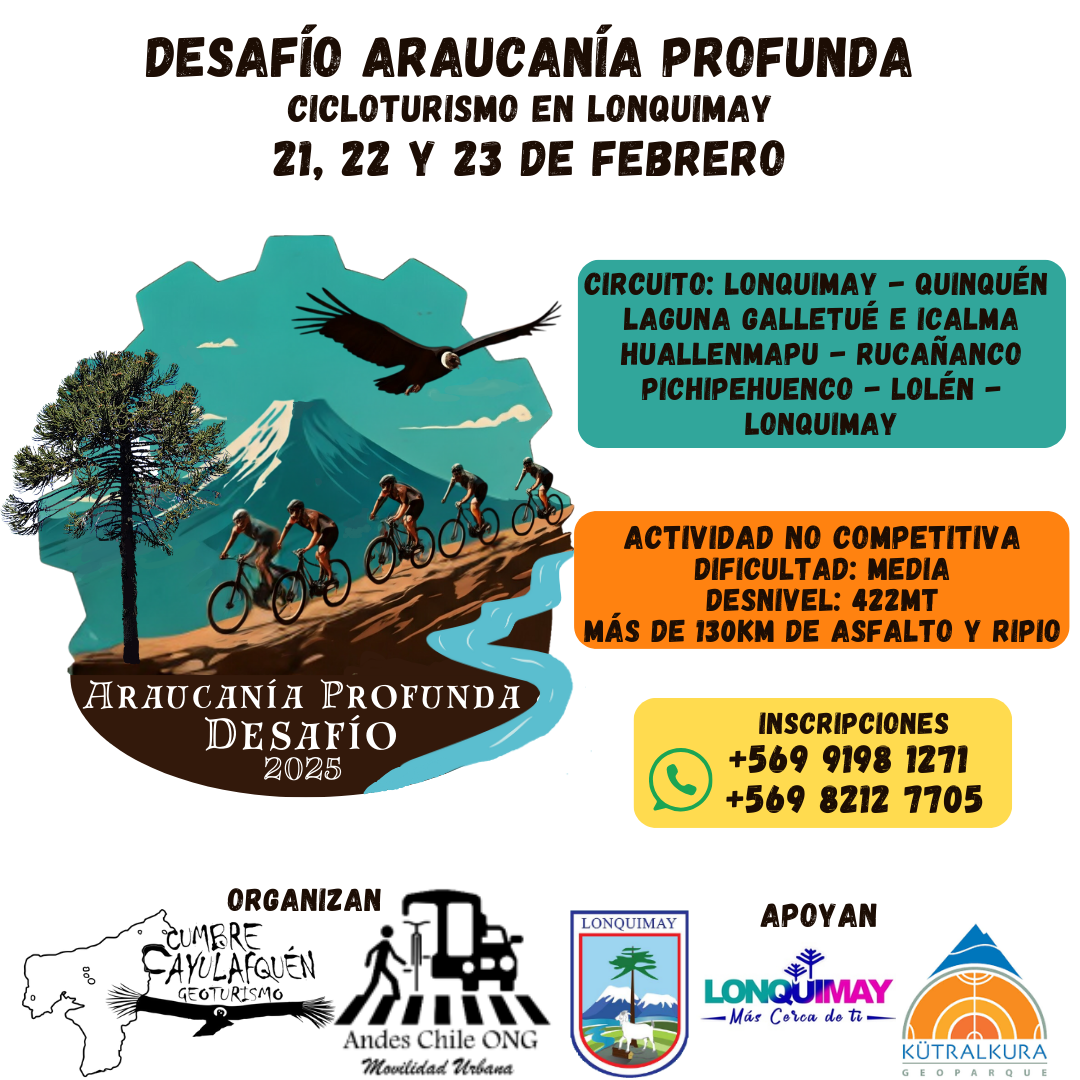 DESAFÍO ARAUCANÍA PROFUNDA
CICLOTURISMO EN LONQUIMAY
21, 22 Y 23 DE FEBRERO
CIRCUITO: LONQUIMAY - QUINQUÉN
LAGUNA GALLETUÉ E ICALMA
HUALLENMAPU - RUCAÑANCO
PICHIPEHUENCO - LOLÉN -
LONQUIMAY
ACTIVIDAD NO COMPETITIVA
DIFICULTAD: MEDIA
DESNIVEL: 422MT
MÁS DE 130KM DE ASFALTO Y RIPIO
ARAUCANÍA PROFUNDA
DESAFÍO
2025
INSCRIPCIONES
+569 9198 1271
+569 8212 7705
ORGANIZAN
CUMBRE
CAYULAFQUÉN
GEOTURISMO
Andes Chile ONG
Movilidad Urbana
APOYAN
LONQUIMAY
LONQUIMAY
Más Cerca de ti
KÜTRALKURA
GEOPARQUE